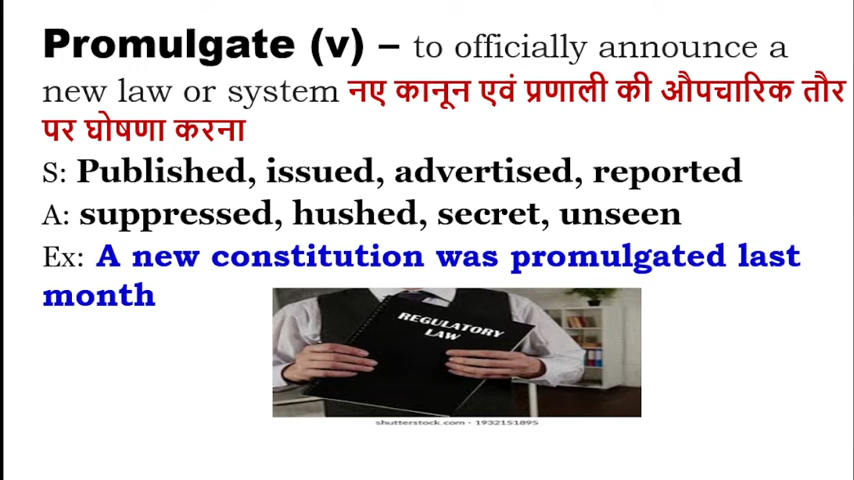 Promulgate (v) – to officially announce a
new law or system नए कानून एवं प्रणाली की औपचारिक तौर
पर घोषणा करना
S: Published, issued, advertised, reported
A: suppressed, hushed, secret, unseen
Ex: A new constitution was promulgated last
month
REGULATORY
LAW
shutterstock.com · 1932151895